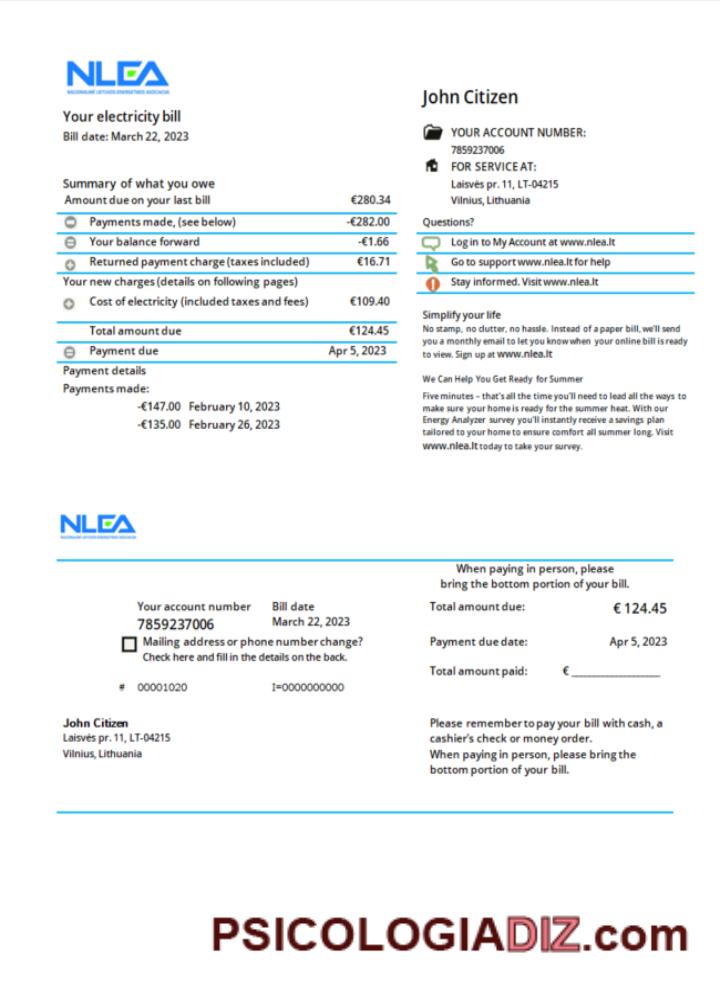 NLEA
NACIONALINĖ LIETUVOS ENERGETIKOS ASOCIACIJA
Your electricity bill
Bill date: March 22, 2023
Summary of what you owe
Amount due on your last bill €280.34
Payments made, (see below) -€282.00
Your balance forward -€1.66
Returned payment charge (taxes included) €16.71
Your new charges (details on following pages)
Cost of electricity (included taxes and fees) €109.40
Total amount due €124.45
Payment due Apr 5, 2023
Payment details
Payments made:
-€147.00 February 10, 2023
-€135.00 February 26, 2023
John Citizen
YOUR ACCOUNT NUMBER:
7859237006
FOR SERVICE AT:
Laisvės pr. 11, LT-04215
Vilnius, Lithuania
Questions?
Log in to My Account at www.nlea.lt
Go to support www.nlea.lt for help
Stay informed. Visit www.nlea.lt
Simplify your life
No stamp, no clutter, no hassle. Instead of a paper bill, we'll send
you a monthly email to let you know when your online bill is ready
to view. Sign up at www.nlea.lt
We Can Help You Get Ready for Summer
Five minutes – that's all the time you'll need to lead all the ways to
make sure your home is ready for the summer heat. With our
Energy Analyzer survey you'll instantly receive a savings plan
tailored to your home to ensure comfort all summer long. Visit
www.nlea.lt today to take your survey.
NLEA
NACIONALINĖ LIETUVOS ENERGETIKOS ASOCIACIJA
When paying in person, please
bring the bottom portion of your bill.
Your account number Bill date
7859237006 March 22, 2023
Mailing address or phone number change?
Check here and fill in the details on the back.
# 00001020 I=0000000000
Total amount due: € 124.45
Payment due date: Apr 5, 2023
Total amount paid: € _______________
John Citizen
Laisvės pr. 11, LT-04215
Vilnius, Lithuania
Please remember to pay your bill with cash, a
cashier's check or money order.
When paying in person, please bring the
bottom portion of your bill.
PSICOLOGIADIZ.com